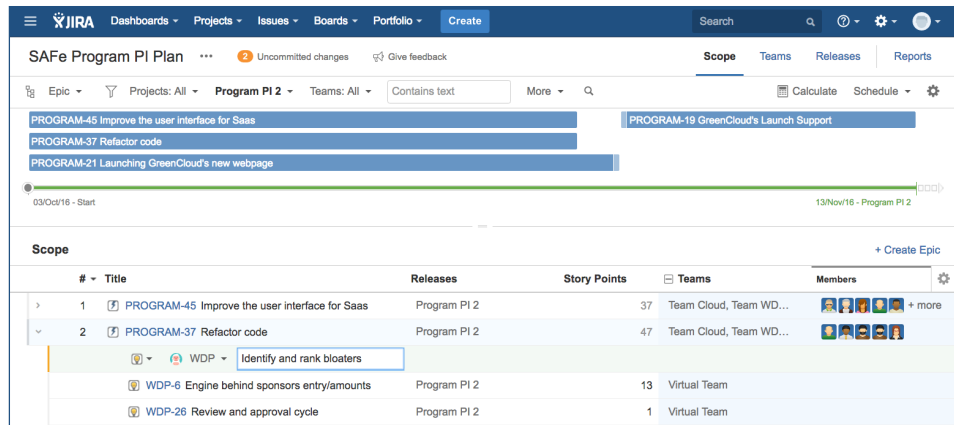 JIRA Dashboards Projects Issues Boards Portfolio Create Search
SAFe Program PI Plan ... 2 Uncommitted changes Give feedback Scope Teams Releases Reports
Epic Projects: All Program PI 2 Teams: All Contains text More Calculate Schedule
PROGRAM-45 Improve the user interface for Saas PROGRAM-19 GreenCloud's Launch Support
PROGRAM-37 Refactor code
PROGRAM-21 Launching GreenCloud's new webpage
03/Oct/16 - Start 13/Nov/16 - Program PI 2
Scope + Create Epic
# Title Releases Story Points Teams Members
1 PROGRAM-45 Improve the user interface for Saas Program PI 2 37 Team Cloud, Team WD... + more
2 PROGRAM-37 Refactor code Program PI 2 47 Team Cloud, Team WD...
WDP Identify and rank bloaters
WDP-6 Engine behind sponsors entry/amounts Program PI 2 13 Virtual Team
WDP-26 Review and approval cycle Program PI 2 1 Virtual Team